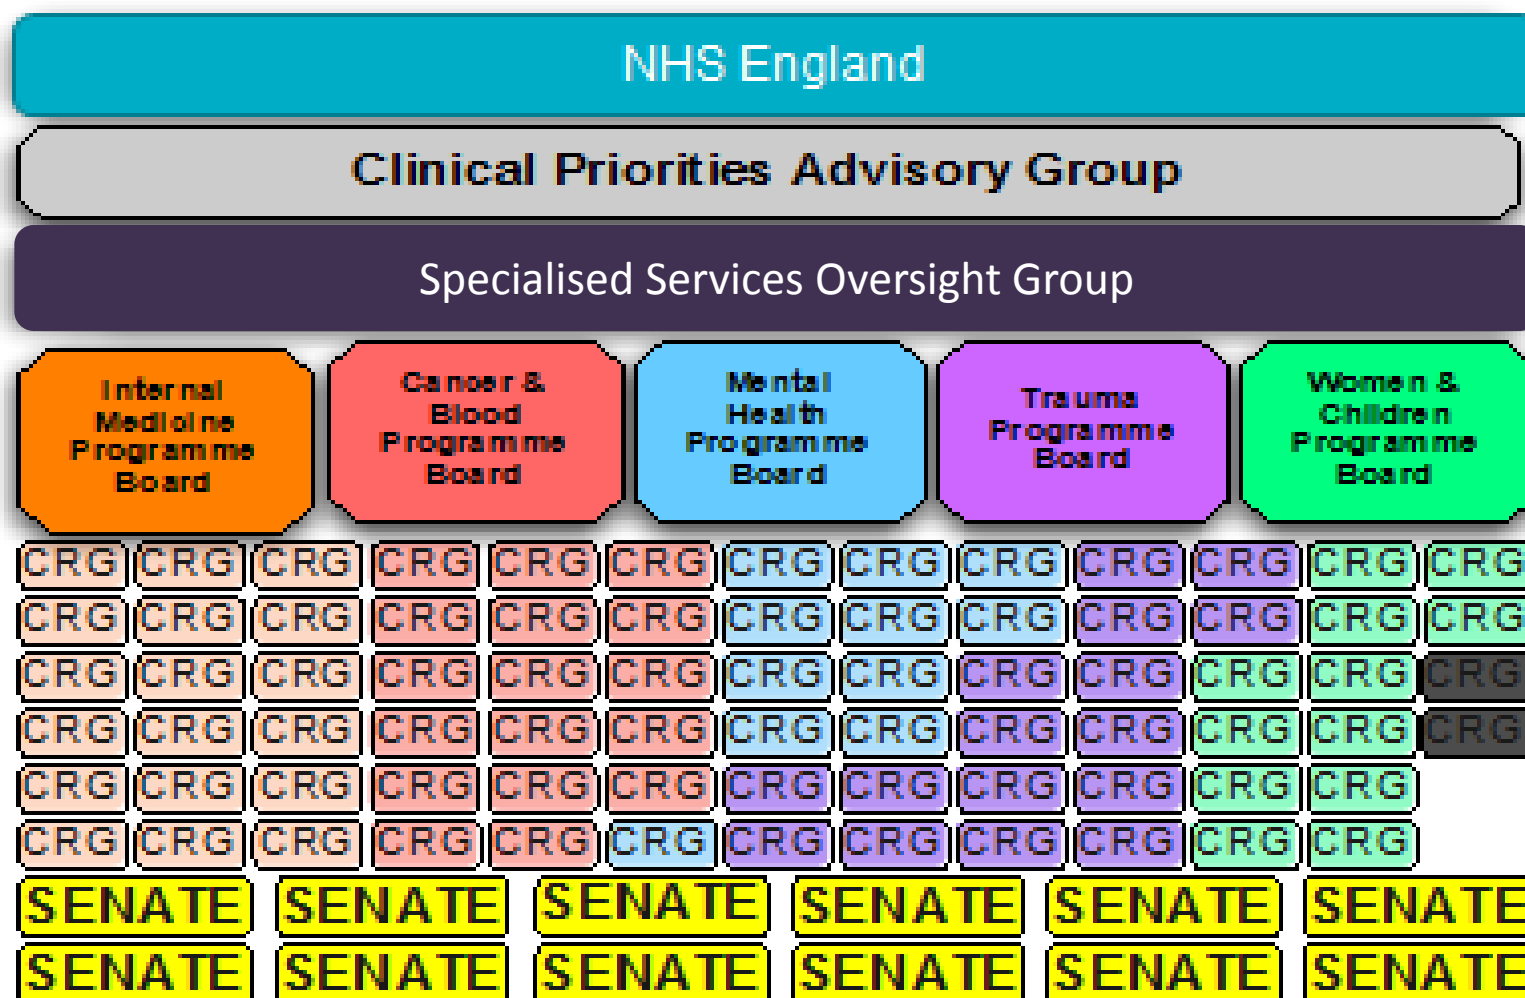 NHS England
Clinical Priorities Advisory Group
Specialised Services Oversight Group
Internal
Medicine
Programme
Board
Cancer &
Blood
Programme
Board
Mental
Health
Programme
Board
Trauma
Programme
Board
Women &
Children
Programme
Board
CRG CRG CRG CRG CRG CRG CRG CRG CRG CRG CRG CRG CRG
CRG CRG CRG CRG CRG CRG CRG CRG CRG CRG CRG CRG CRG
CRG CRG CRG CRG CRG CRG CRG CRG CRG CRG CRG CRG CRG
CRG CRG CRG CRG CRG CRG CRG CRG CRG CRG CRG CRG CRG
CRG CRG CRG CRG CRG CRG CRG CRG CRG CRG CRG CRG
CRG CRG CRG CRG CRG CRG CRG CRG CRG CRG CRG CRG
SENATE SENATE SENATE SENATE SENATE SENATE
SENATE SENATE SENATE SENATE SENATE SENATE